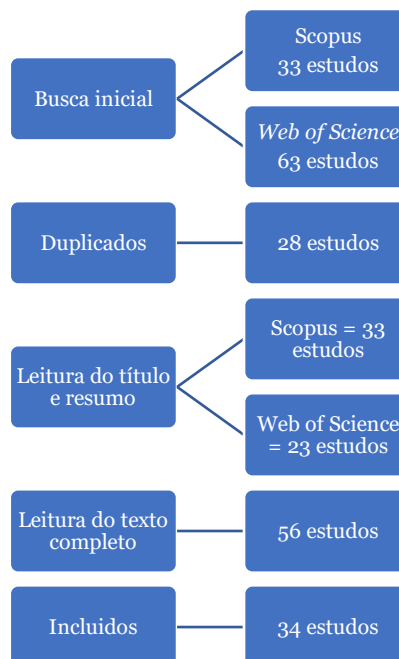 Busca inicial
Scopus
33 estudos
Web of Science
63 estudos
Duplicados
28 estudos
Leitura do título
e resumo
Scopus = 33
estudos
Web of Science
= 23 estudos
Leitura do texto
completo
56 estudos
Incluidos
34 estudos